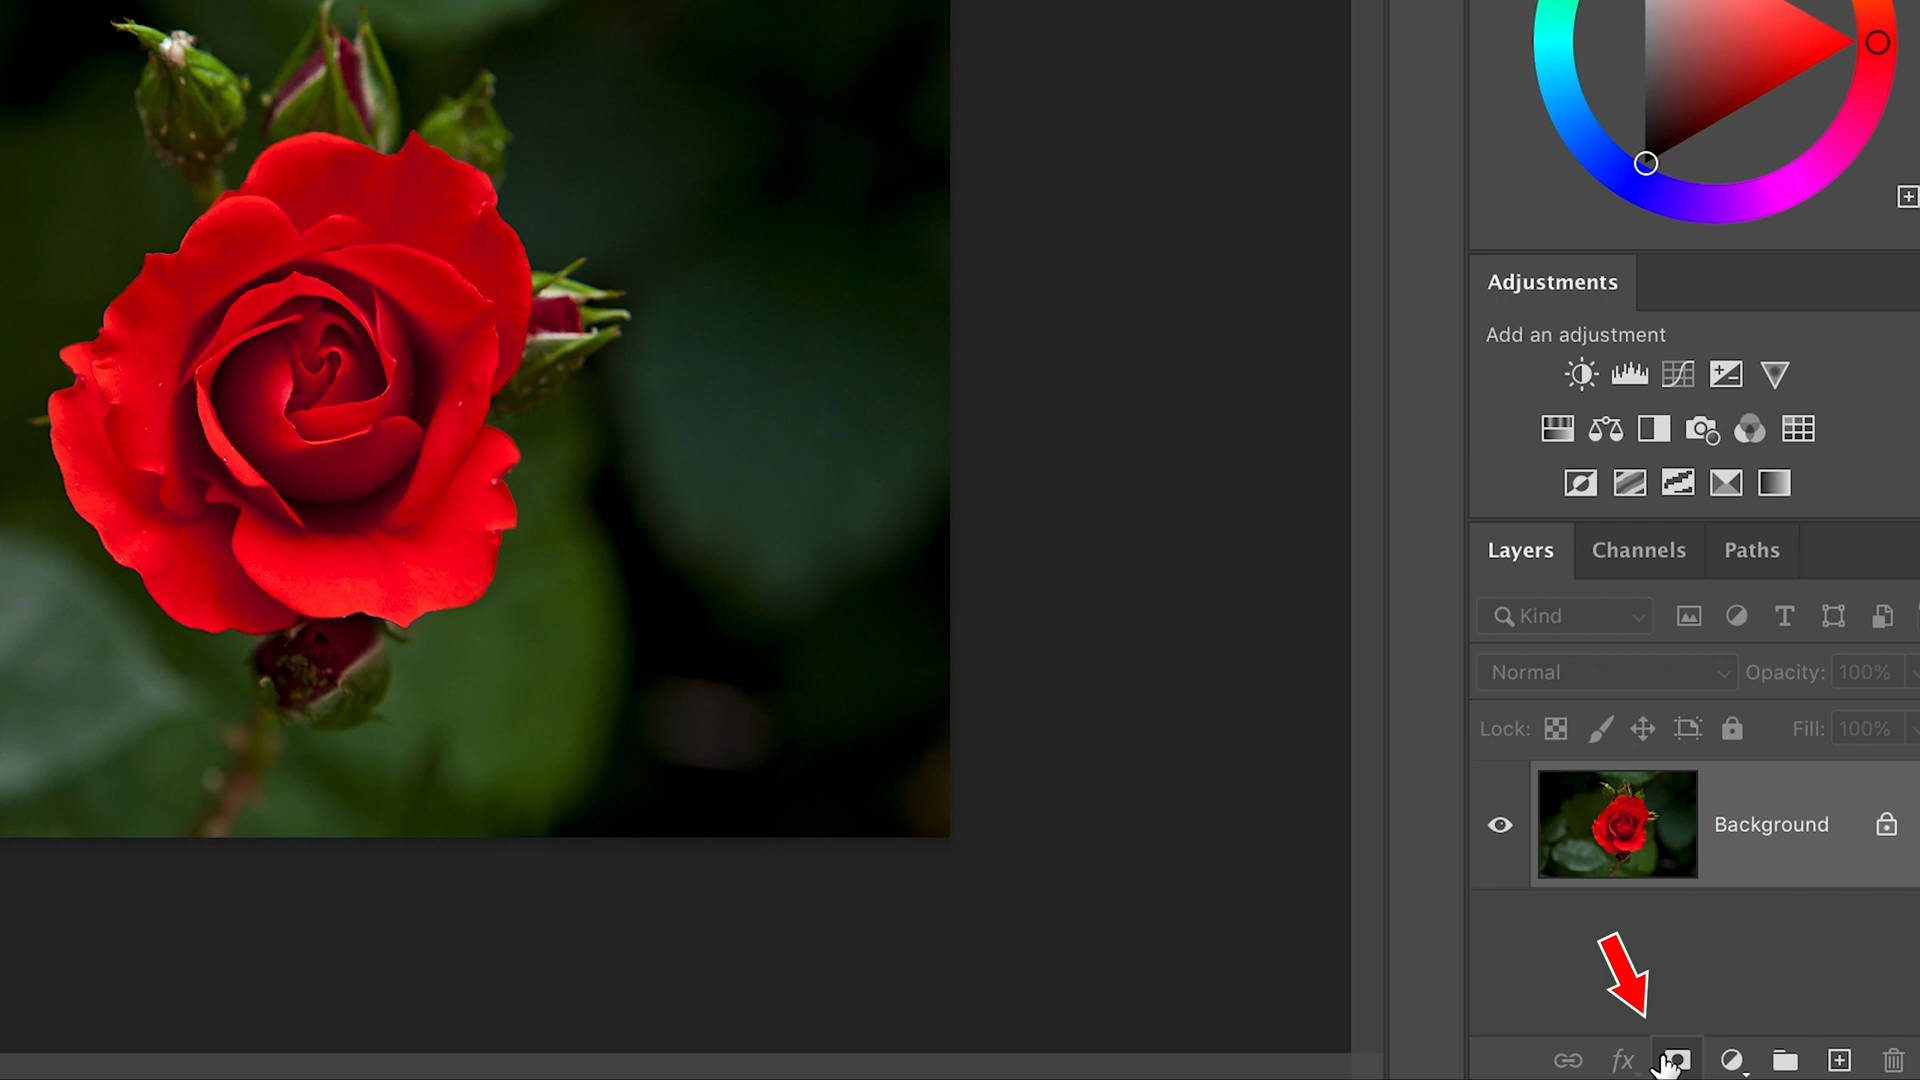 Adjustments
Add an adjustment
Layers Channels Paths
Kind
Normal Opacity: 100%
Lock: Fill: 100%
Background
fx